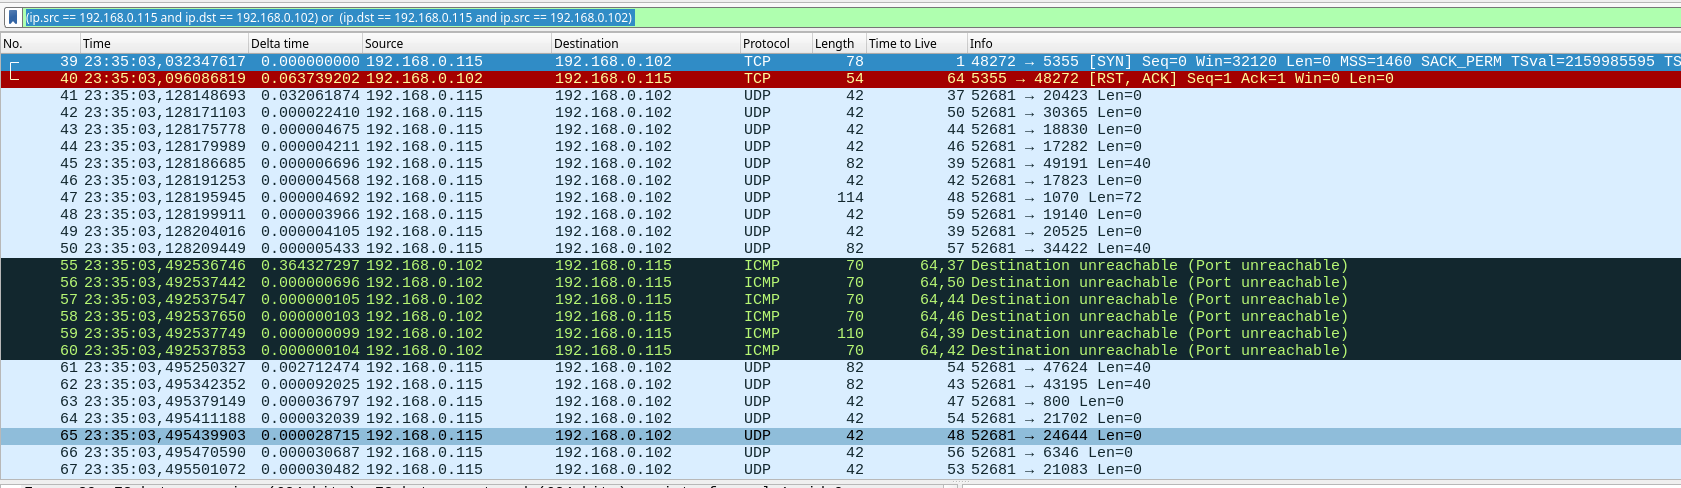 (ip.src == 192.168.0.115 and ip.dst == 192.168.0.102) or (ip.dst == 192.168.0.115 and ip.src == 192.168.0.102)
No. Time Delta time Source Destination Protocol Length Time to Live Info
39 23:35:03,032347617 0.000000000 192.168.0.115 192.168.0.102 TCP 78 1 48272 → 5355 [SYN] Seq=0 Win=32120 Len=0 MSS=1460 SACK_PERM TSval=2159985595 TS
40 23:35:03,096086819 0.063739202 192.168.0.102 192.168.0.115 TCP 54 64 5355 → 48272 [RST, ACK] Seq=1 Ack=1 Win=0 Len=0
41 23:35:03,128148693 0.032061874 192.168.0.115 192.168.0.102 UDP 42 37 52681 → 20423 Len=0
42 23:35:03,128171103 0.000022410 192.168.0.115 192.168.0.102 UDP 42 50 52681 → 30365 Len=0
43 23:35:03,128175778 0.000004675 192.168.0.115 192.168.0.102 UDP 42 44 52681 → 18830 Len=0
44 23:35:03,128179989 0.000004211 192.168.0.115 192.168.0.102 UDP 42 46 52681 → 17282 Len=0
45 23:35:03,128186685 0.000006696 192.168.0.115 192.168.0.102 UDP 82 39 52681 → 49191 Len=40
46 23:35:03,128191253 0.000004568 192.168.0.115 192.168.0.102 UDP 42 42 52681 → 17823 Len=0
47 23:35:03,128195945 0.000004692 192.168.0.115 192.168.0.102 UDP 114 48 52681 → 1070 Len=72
48 23:35:03,128199911 0.000003966 192.168.0.115 192.168.0.102 UDP 42 59 52681 → 19140 Len=0
49 23:35:03,128204016 0.000004105 192.168.0.115 192.168.0.102 UDP 42 39 52681 → 20525 Len=0
50 23:35:03,128209449 0.000005433 192.168.0.115 192.168.0.102 UDP 82 57 52681 → 34422 Len=40
55 23:35:03,492536746 0.364327297 192.168.0.102 192.168.0.115 ICMP 70 64,37 Destination unreachable (Port unreachable)
56 23:35:03,492537442 0.000000696 192.168.0.102 192.168.0.115 ICMP 70 64,50 Destination unreachable (Port unreachable)
57 23:35:03,492537547 0.000000105 192.168.0.102 192.168.0.115 ICMP 70 64,44 Destination unreachable (Port unreachable)
58 23:35:03,492537650 0.000000103 192.168.0.102 192.168.0.115 ICMP 70 64,46 Destination unreachable (Port unreachable)
59 23:35:03,492537749 0.000000099 192.168.0.102 192.168.0.115 ICMP 110 64,39 Destination unreachable (Port unreachable)
60 23:35:03,492537853 0.000000104 192.168.0.102 192.168.0.115 ICMP 70 64,42 Destination unreachable (Port unreachable)
61 23:35:03,495250327 0.002712474 192.168.0.115 192.168.0.102 UDP 82 54 52681 → 47624 Len=40
62 23:35:03,495342352 0.000092025 192.168.0.115 192.168.0.102 UDP 82 43 52681 → 43195 Len=40
63 23:35:03,495379149 0.000036797 192.168.0.115 192.168.0.102 UDP 42 47 52681 → 800 Len=0
64 23:35:03,495411188 0.000032039 192.168.0.115 192.168.0.102 UDP 42 54 52681 → 21702 Len=0
65 23:35:03,495439903 0.000028715 192.168.0.115 192.168.0.102 UDP 42 48 52681 → 24644 Len=0
66 23:35:03,495470590 0.000030687 192.168.0.115 192.168.0.102 UDP 42 56 52681 → 6346 Len=0
67 23:35:03,495501072 0.000030482 192.168.0.115 192.168.0.102 UDP 42 53 52681 → 21083 Len=0